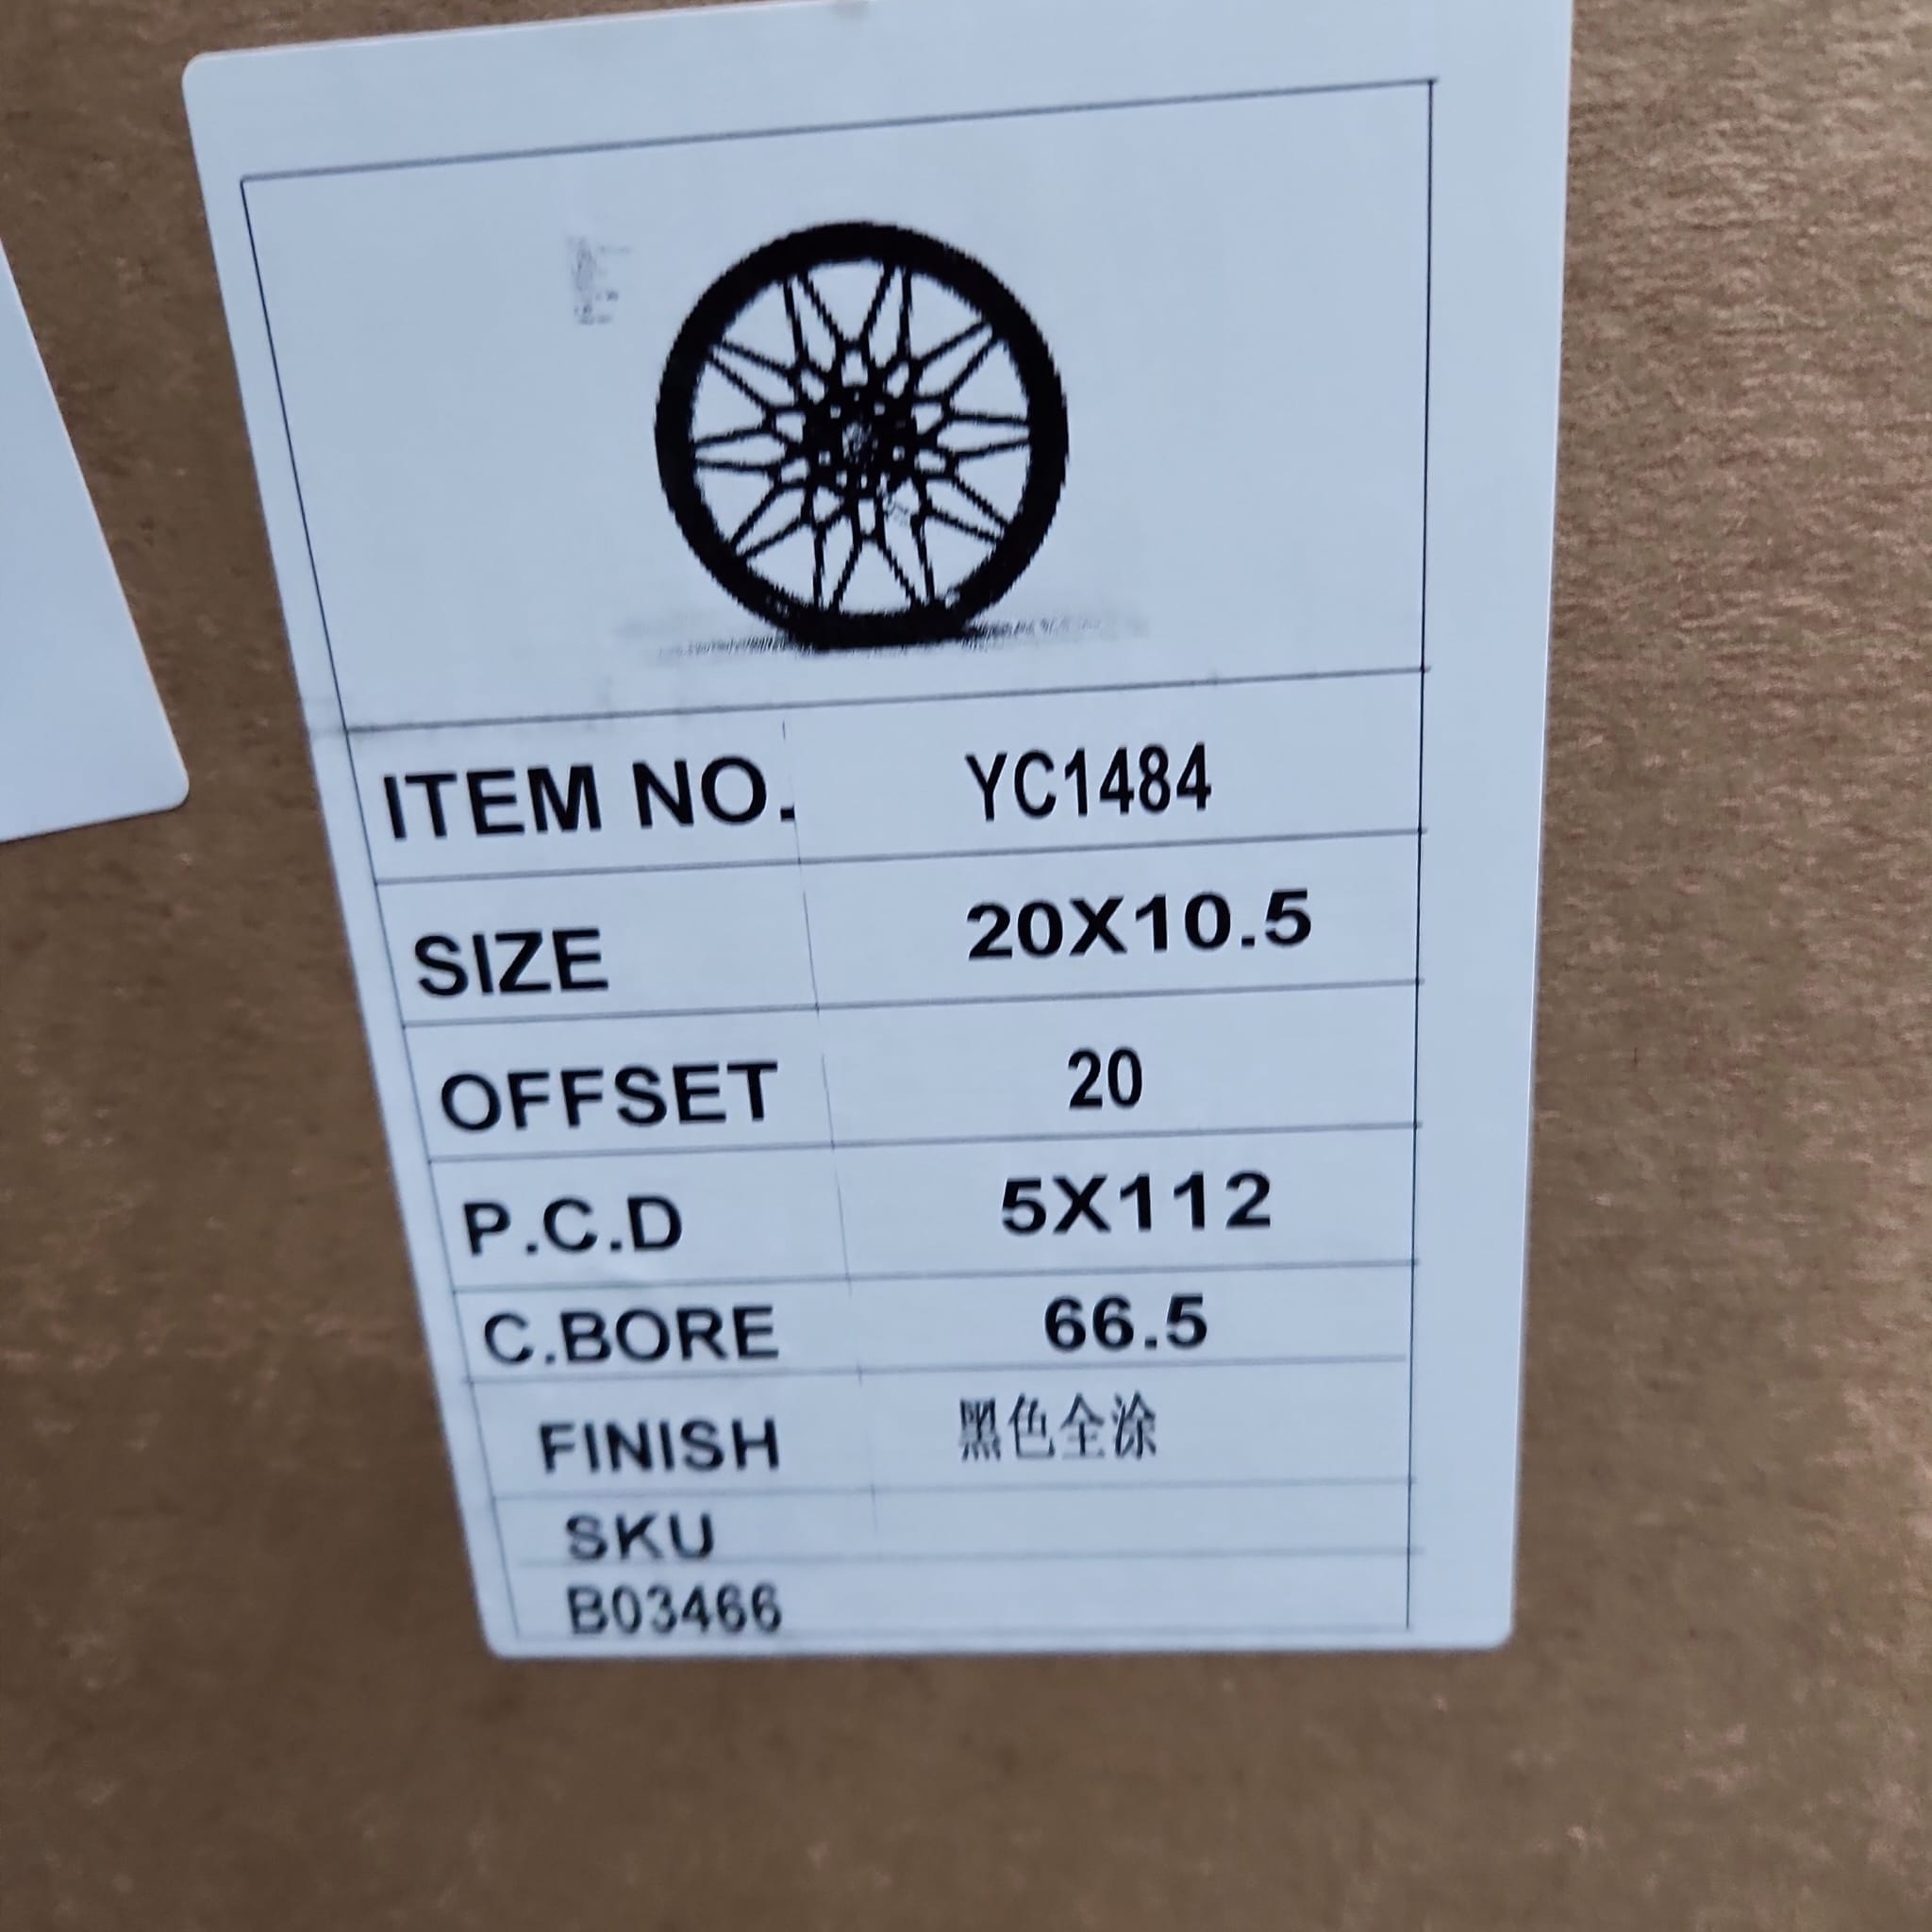 ITEM NO. YC1484
SIZE 20X10.5
OFFSET 20
P.C.D 5X112
C.BORE 66.5
FINISH 黑色全涂
SKU
B03466